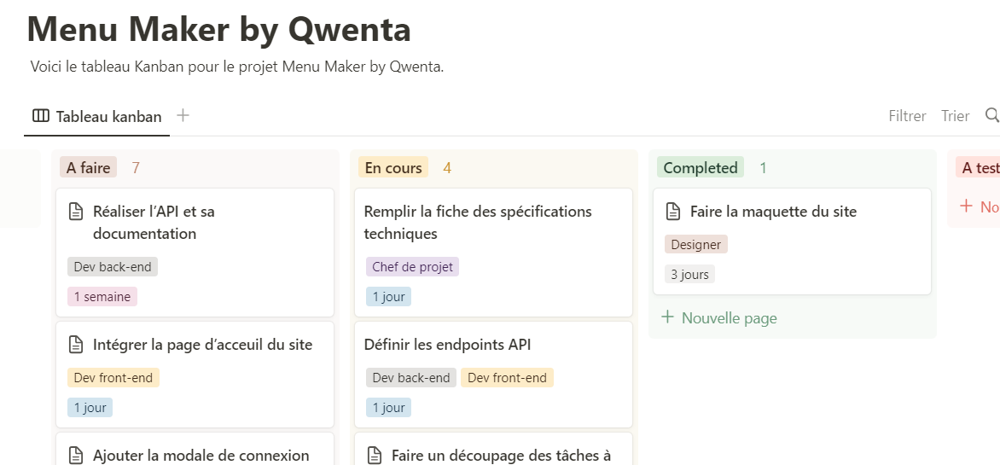 Menu Maker by Qwenta
Voici le tableau Kanban pour le projet Menu Maker by Qwenta.
Tableau kanban
Filtrer Trier
A faire 7
Réaliser l’API et sa
documentation
Dev back-end
1 semaine
Intégrer la page d’acceuil du site
Dev front-end
1 jour
Ajouter la modale de connexion
En cours 4
Remplir la fiche des spécifications
techniques
Chef de projet
1 jour
Définir les endpoints API
Dev back-end Dev front-end
1 jour
Faire un découpage des tâches à
Completed 1
Faire la maquette du site
Designer
3 jours
+ Nouvelle page
A test
+ No